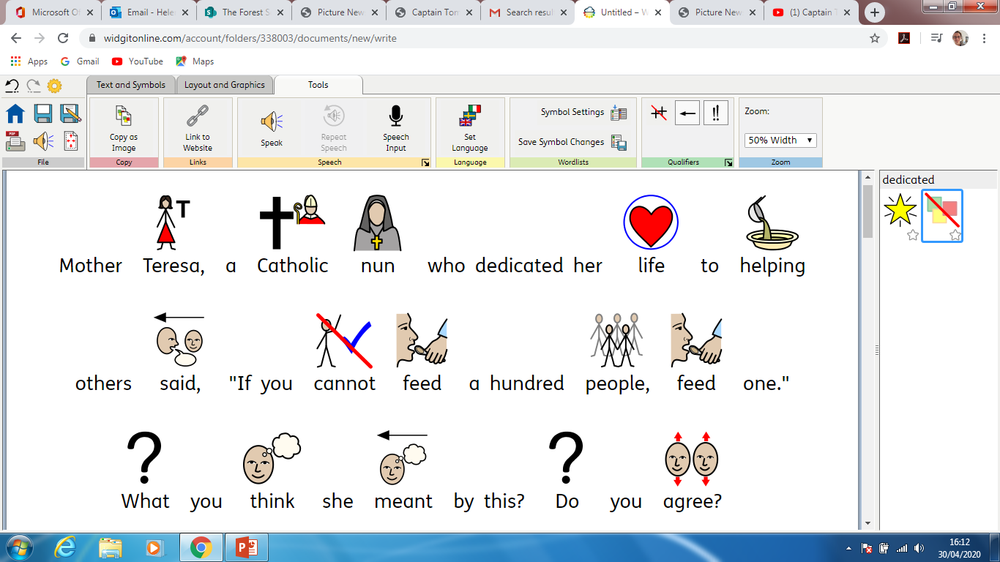 Microsoft Of
Email - Hele
The Forest S
Picture New
Captain Tom
Search resul
Untitled – W
Picture New
(1) Captain T
widgitonline.com/account/folders/338003/documents/new/write
Apps
Gmail
YouTube
Maps
Text and Symbols
Layout and Graphics
Tools
Copy as Image
Link to Website
Speak
Repeat Speech
Speech Input
Set Language
Symbol Settings
Save Symbol Changes
Zoom:
50% Width
PDF
File
Copy
Links
Speech
Language
Wordlists
Qualifiers
Zoom
dedicated
T
Mother Teresa, a Catholic nun who dedicated her life to helping
others said, "If you cannot feed a hundred people, feed one."
? ?
What you think she meant by this? Do you agree?
16:12
30/04/2020